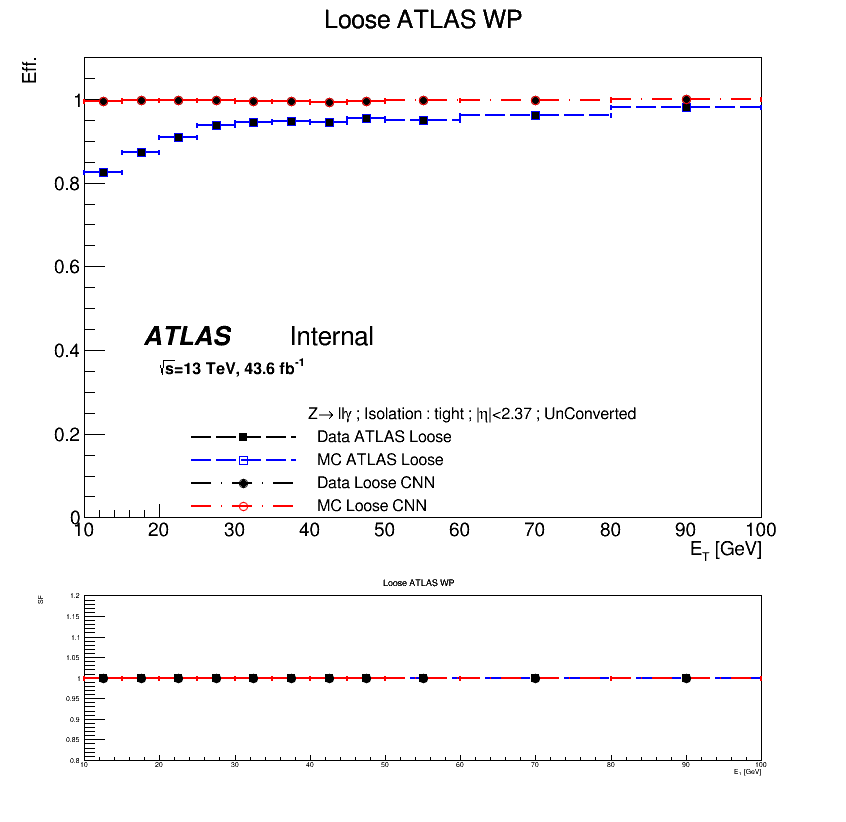 Loose ATLAS WP
Eff.
1
0.8
0.6
0.4
0.2
0
ATLAS Internal
√s=13 TeV, 43.6 fb⁻¹
Z→ llγ ; Isolation : tight ; |η|<2.37 ; UnConverted
Data ATLAS Loose
MC ATLAS Loose
Data Loose CNN
MC Loose CNN
10 20 30 40 50 60 70 80 90 100
E_T [GeV]
Loose ATLAS WP
SF
1.2
1.15
1.1
1.05
1
0.95
0.9
0.85
0.8
10 20 30 40 50 60 70 80 90 100
E_T [GeV]